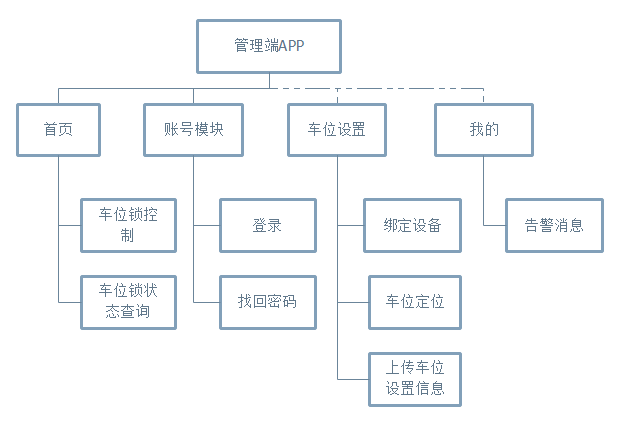 管理端APP
首页
账号模块
车位设置
我的
车位锁控
制
登录
绑定设备
告警消息
车位锁状
态查询
找回密码
车位定位
上传车位
设置信息